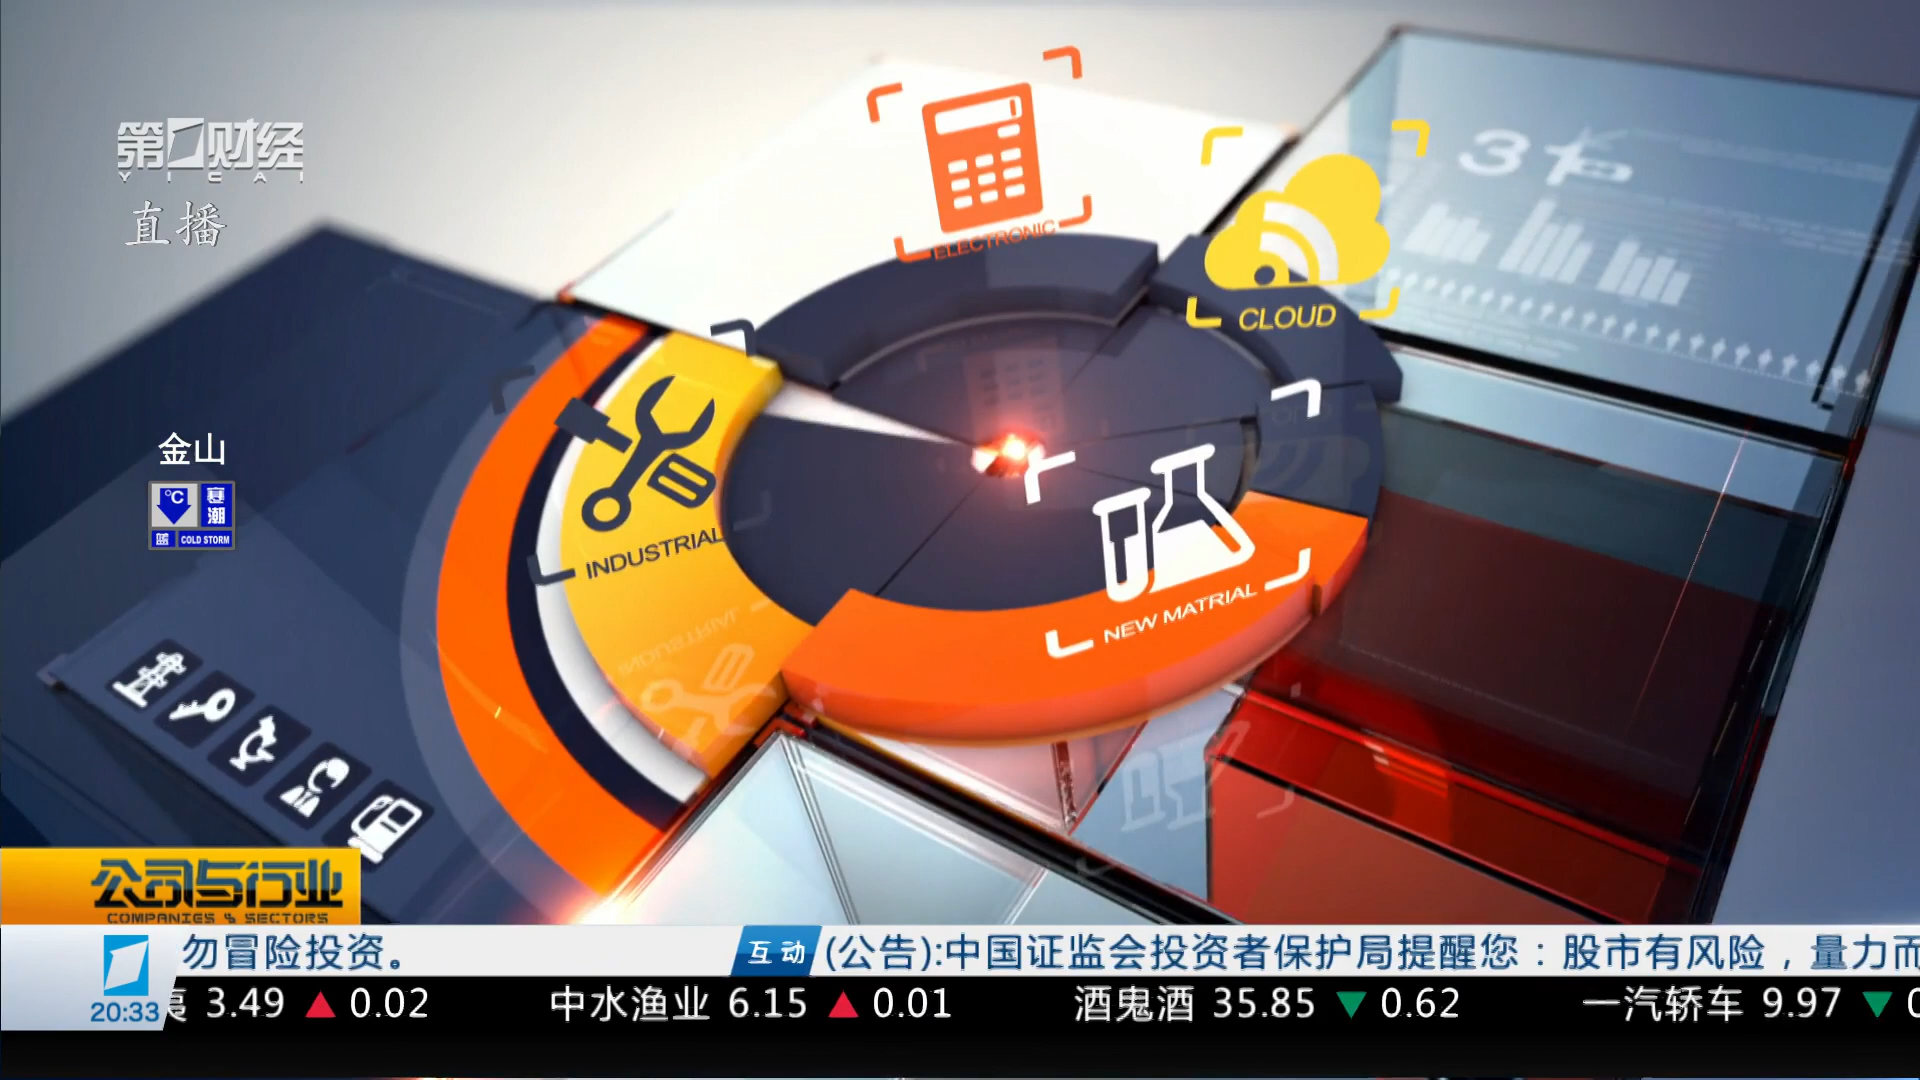 第1财经
YICAI
直播
ELECTRONIC
CLOUD
金山
℃ 寒潮
蓝 COLD STORM
INDUSTRIAL
NEW MATRIAL
公司与行业
COMPANIES & SECTORS
勿冒险投资。 互动 (公告):中国证监会投资者保护局提醒您：股市有风险，量力而
20:33
3.49 ▲ 0.02 中水渔业 6.15 ▲ 0.01 酒鬼酒 35.85 ▼ 0.62 一汽轿车 9.97 ▼